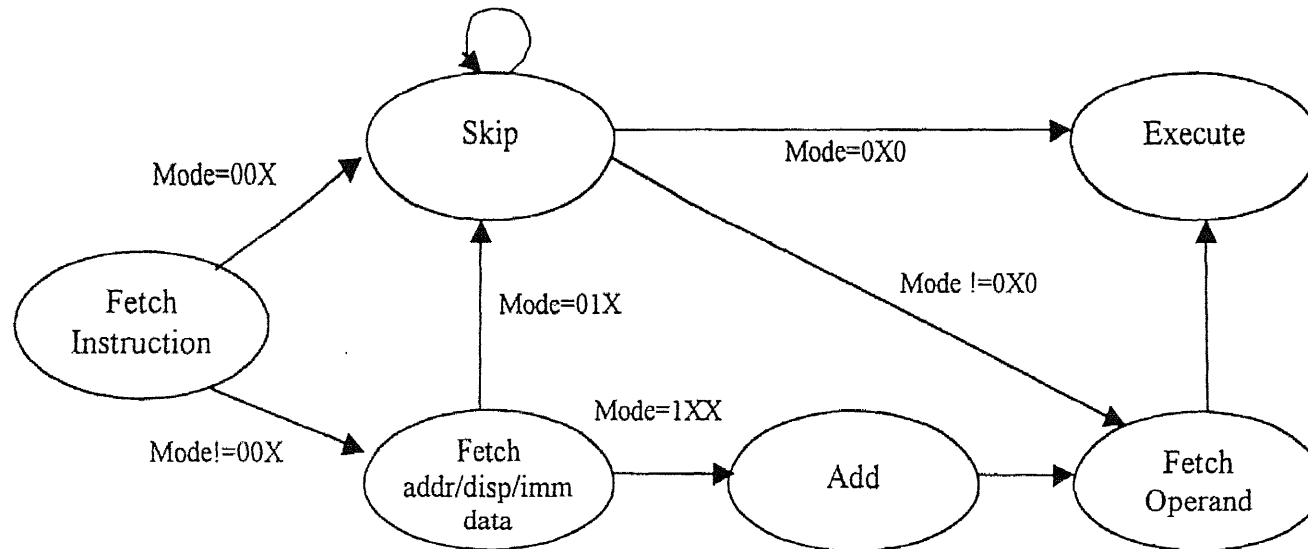 Skip
Execute
Mode=0X0
Mode=00X
Fetch
Instruction
Mode=01X
Mode !=0X0
Mode!=00X
Mode=1XX
Fetch
addr/disp/imm
data
Add
Fetch
Operand